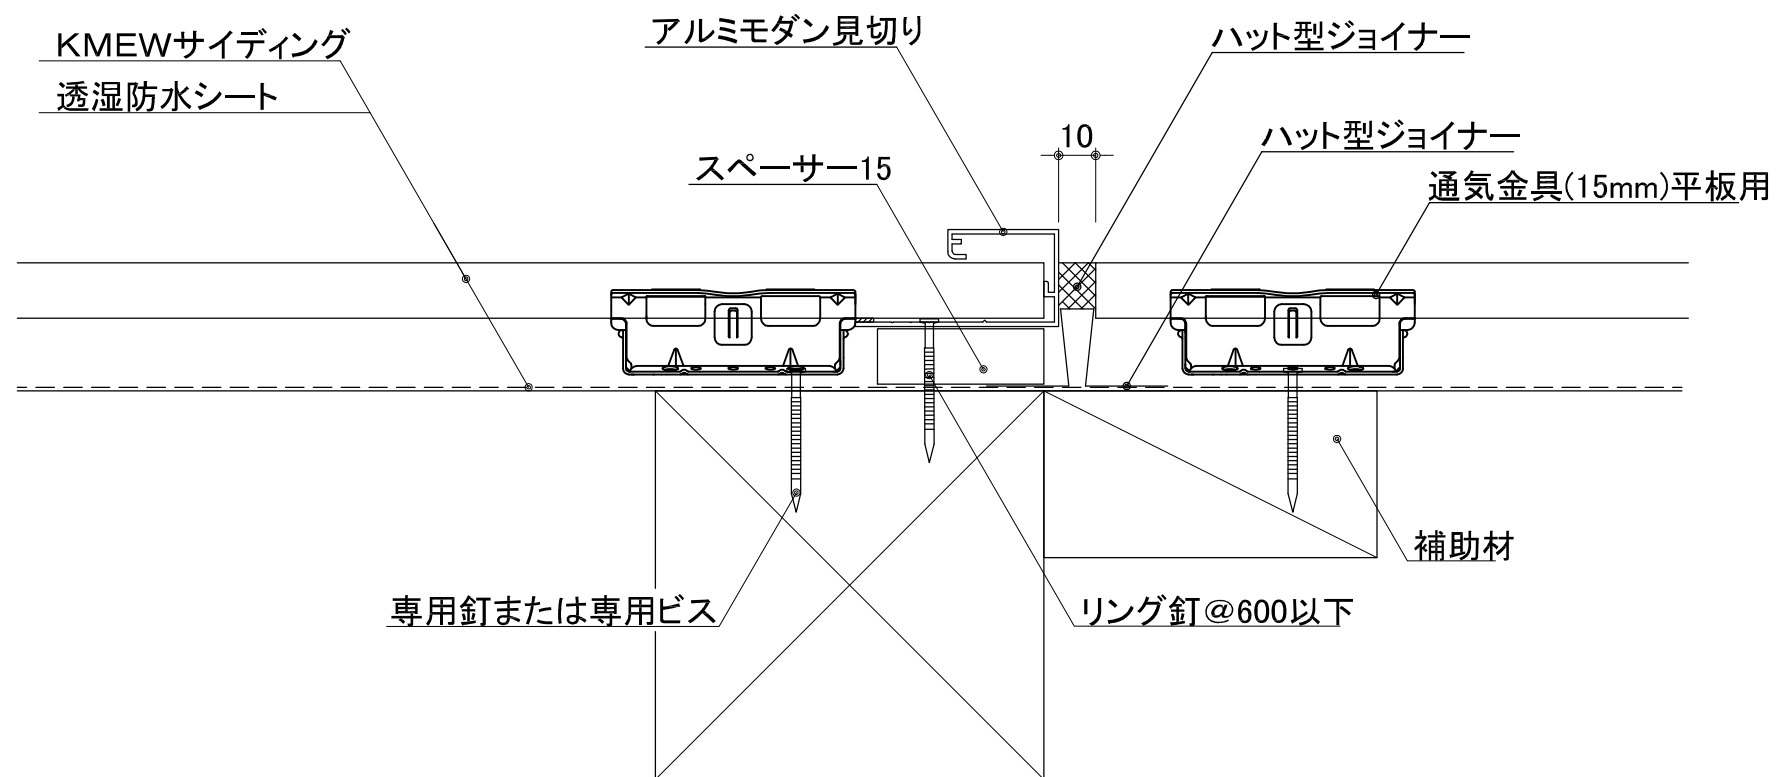 KMEWサイディング
透湿防水シート
アルミモダン見切り
スペーサー15
10
ハット型ジョイナー
ハット型ジョイナー
通気金具(15mm)平板用
補助材
専用釘または専用ビス
リング釘@600以下